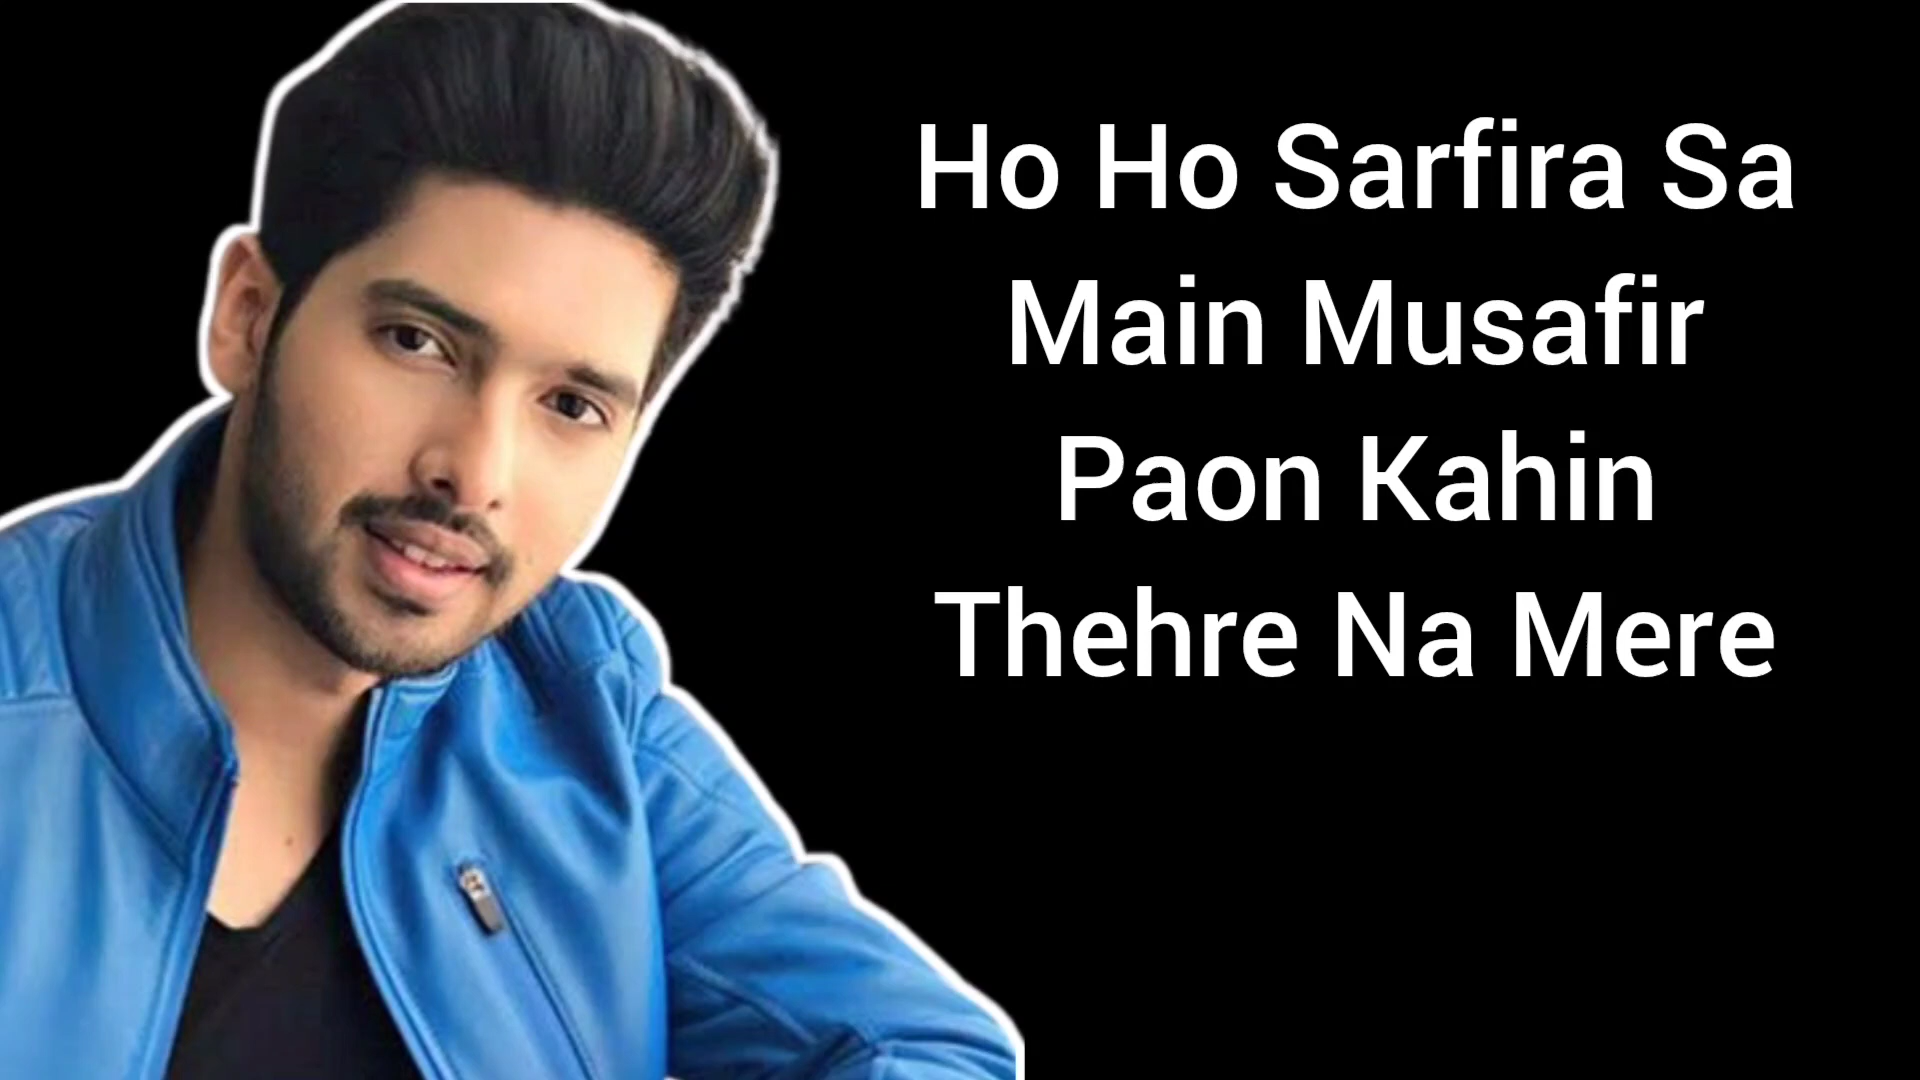 Ho Ho Sarfira Sa
Main Musafir
Paon Kahin
Thehre Na Mere